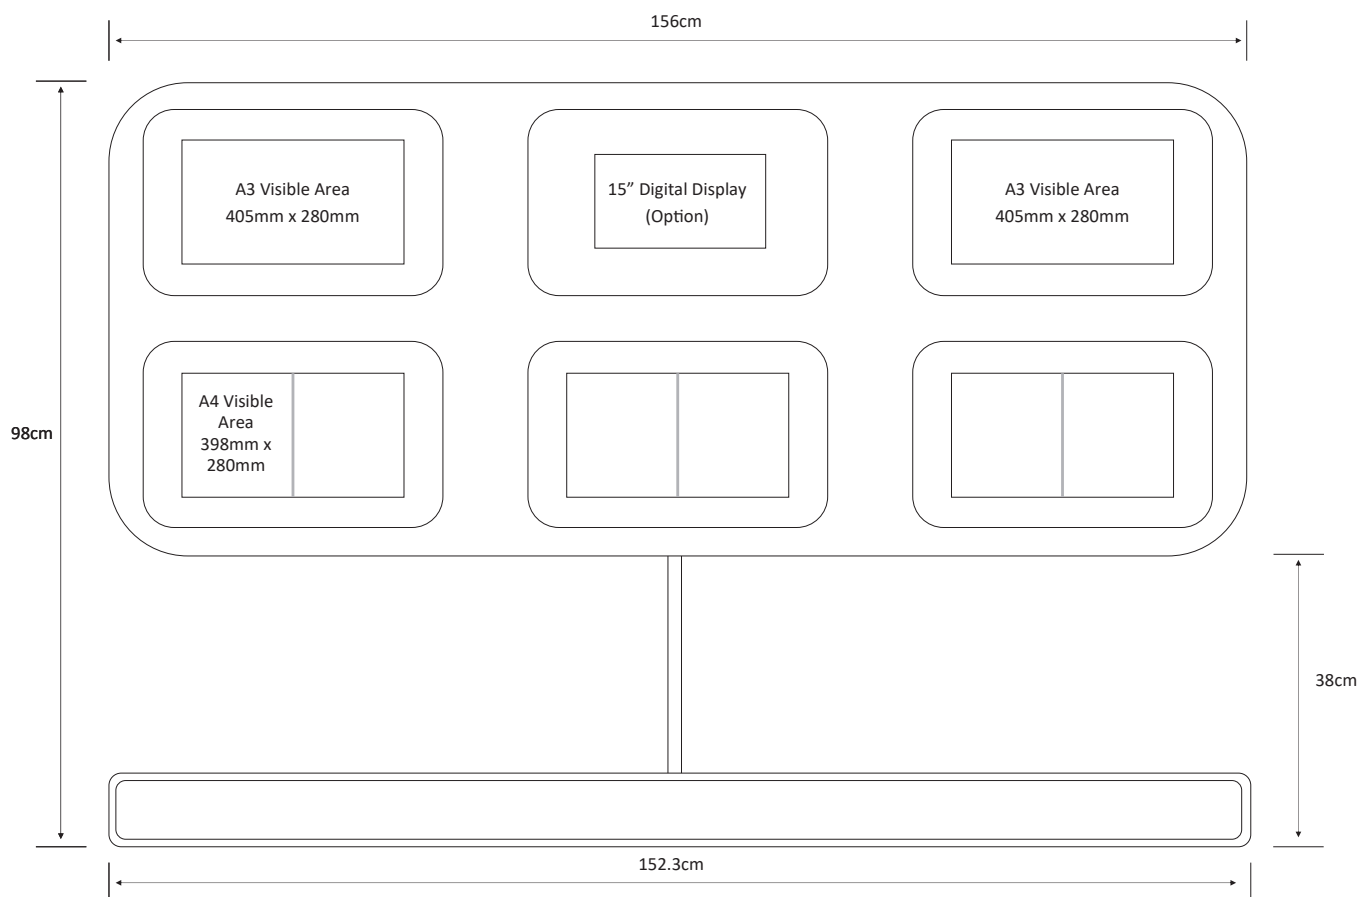 156cm
A3 Visible Area
405mm x 280mm
15” Digital Display
(Option)
A3 Visible Area
405mm x 280mm
A4 Visible
Area
398mm x
280mm
98cm
38cm
152.3cm